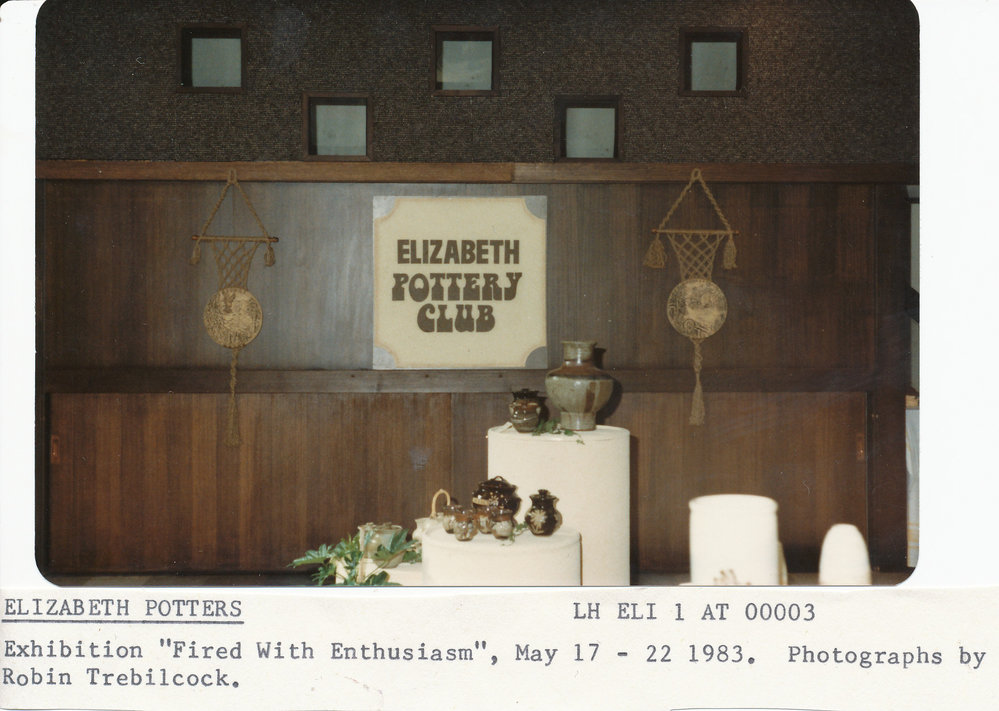 ELIZABETH
POTTERY
CLUB
ELIZABETH POTTERS LH ELI 1 AT 00003
Exhibition "Fired With Enthusiasm", May 17 - 22 1983. Photographs by
Robin Trebilcock.